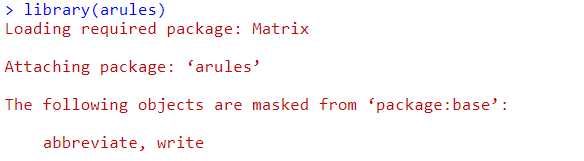 > library(arules)
Loading required package: Matrix
Attaching package: ‘arules’
The following objects are masked from ‘package:base’:
abbreviate, write